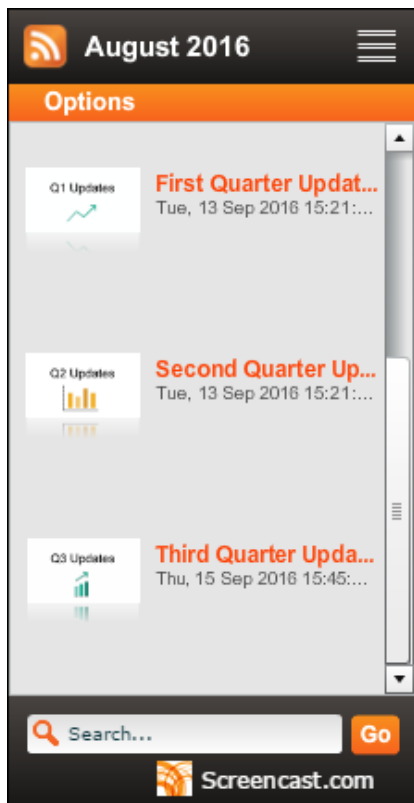 August 2016
Options
Q1 Updates
First Quarter Updat...
Tue, 13 Sep 2016 15:21:...
Q2 Updates
Second Quarter Up...
Tue, 13 Sep 2016 15:21:...
Q3 Updates
Third Quarter Upda...
Thu, 15 Sep 2016 15:45:...
Search...
Go
Screencast.com